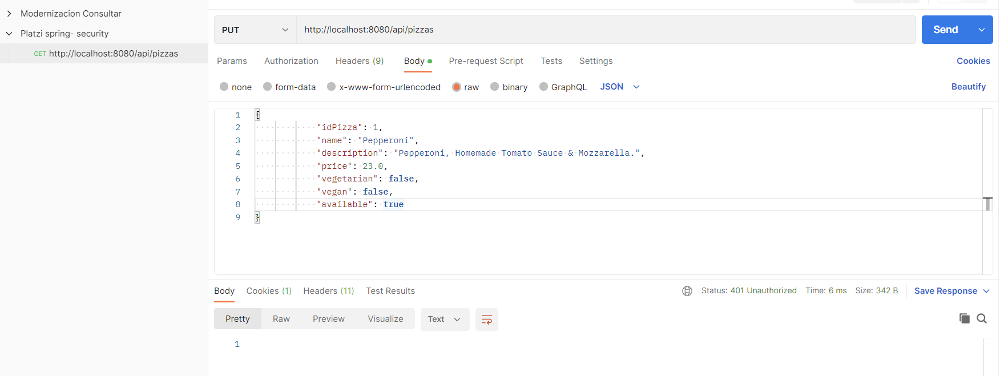 Modernizacion Consultar
Platzi spring- security
GET http://localhost:8080/api/pizzas
PUT http://localhost:8080/api/pizzas Send
Params Authorization Headers (9) Body Pre-request Script Tests Settings Cookies
none form-data x-www-form-urlencoded raw binary GraphQL JSON Beautify
1 {
2 "idPizza": 1,
3 "name": "Pepperoni",
4 "description": "Pepperoni, Homemade Tomato Sauce & Mozzarella.",
5 "price": 23.0,
6 "vegetarian": false,
7 "vegan": false,
8 "available": true
9 }
Body Cookies (1) Headers (11) Test Results Status: 401 Unauthorized Time: 6 ms Size: 342 B Save Response
Pretty Raw Preview Visualize Text
1